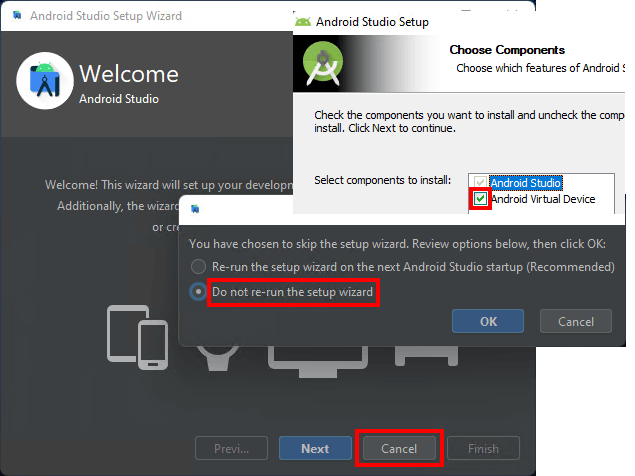 Android Studio Setup Wizard
Welcome
Android Studio
Welcome! This wizard will set up your develop
Additionally, the wizard
or cre
Android Studio Setup
Choose Components
Choose which features of Android S
Check the components you want to install and uncheck the comp
install. Click Next to continue.
Select components to install:
Android Studio
Android Virtual Device
You have chosen to skip the setup wizard. Review options below, then click OK:
Re-run the setup wizard on the next Android Studio startup (Recommended)
Do not re-run the setup wizard
OK
Cancel
Previ...
Next
Cancel
Finish